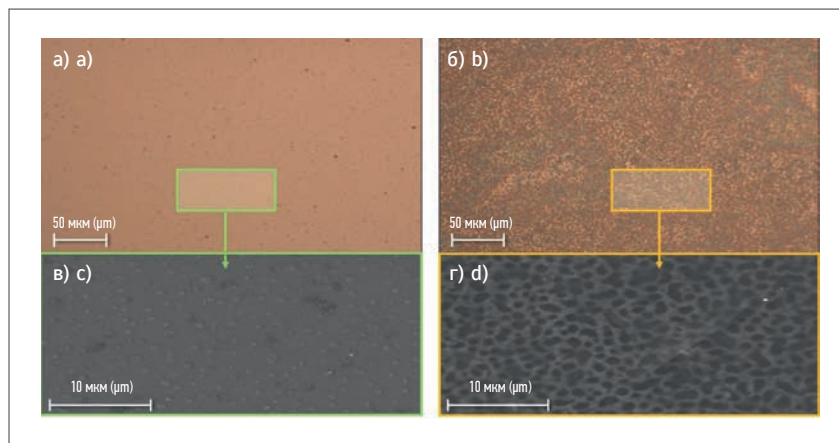 а) a)
б) b)
50 мкм (µm)
50 мкм (µm)
в) c)
г) d)
10 мкм (µm)
10 мкм (µm)